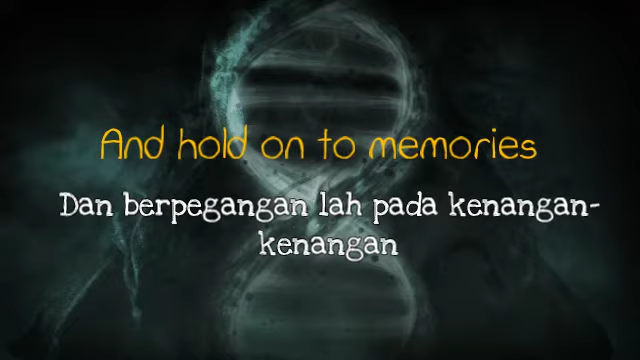 And hold on to memories
Dan berpegangan lah pada kenangan-
kenangan